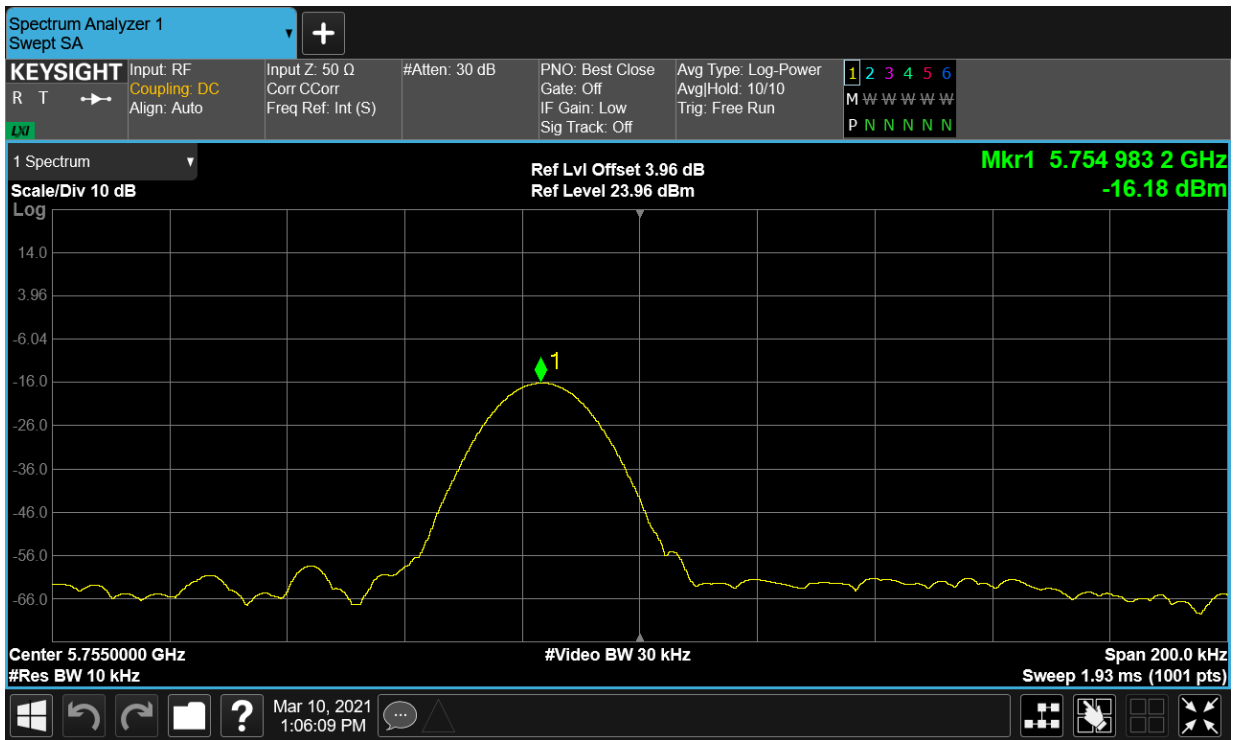 Spectrum Analyzer 1
Swept SA
▼
+
KEYSIGHT
R T
LXI
Input: RF
Coupling: DC
Align: Auto
Input Z: 50 Ω
Corr CCorr
Freq Ref: Int (S)
#Atten: 30 dB
PNO: Best Close
Gate: Off
IF Gain: Low
Sig Track: Off
Avg Type: Log-Power
Avg|Hold: 10/10
Trig: Free Run
1 2 3 4 5 6
M W W W W W
P N N N N N
1 Spectrum ▼
Scale/Div 10 dB
Log
Ref Lvl Offset 3.96 dB
Ref Level 23.96 dBm
Mkr1 5.754 983 2 GHz
-16.18 dBm
14.0
3.96
-6.04
-16.0
-26.0
-36.0
-46.0
-56.0
-66.0
1
Center 5.7550000 GHz
#Res BW 10 kHz
#Video BW 30 kHz
Span 200.0 kHz
Sweep 1.93 ms (1001 pts)
?
Mar 10, 2021
1:06:09 PM